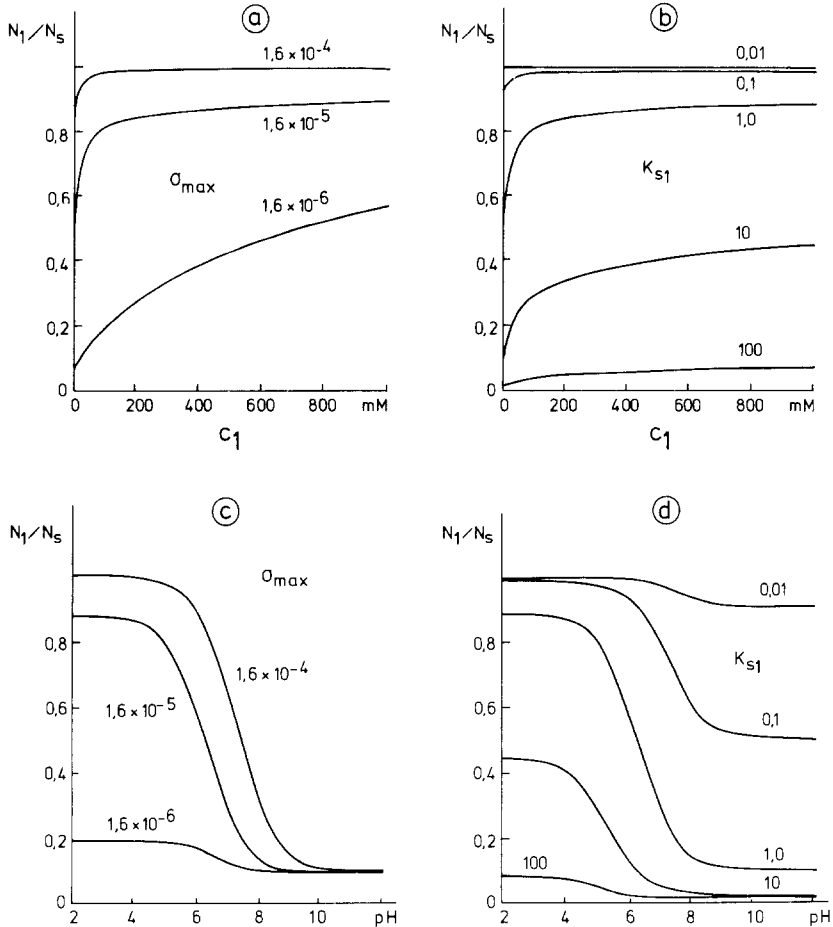 ⓐ
N₁/Nₛ
1,6 × 10⁻⁴
0,8
1,6 × 10⁻⁵
0,6
σmax
1,6 × 10⁻⁶
0,4
0,2
0
0 200 400 600 800 mM
C₁
ⓑ
N₁/Nₛ
0,01
0,1
0,8
1,0
0,6
Kₛ₁
0,4
10
0,2
100
0
0 200 400 600 800 mM
C₁
ⓒ
N₁/Nₛ
σmax
0,8
1,6 × 10⁻⁴
0,6
1,6 × 10⁻⁵
0,4
0,2
1,6 × 10⁻⁶
0
2 4 6 8 10 pH
ⓓ
N₁/Nₛ
0,01
0,8
Kₛ₁
0,6
0,1
0,4
0,2
100
1,0
10
0
2 4 6 8 10 pH